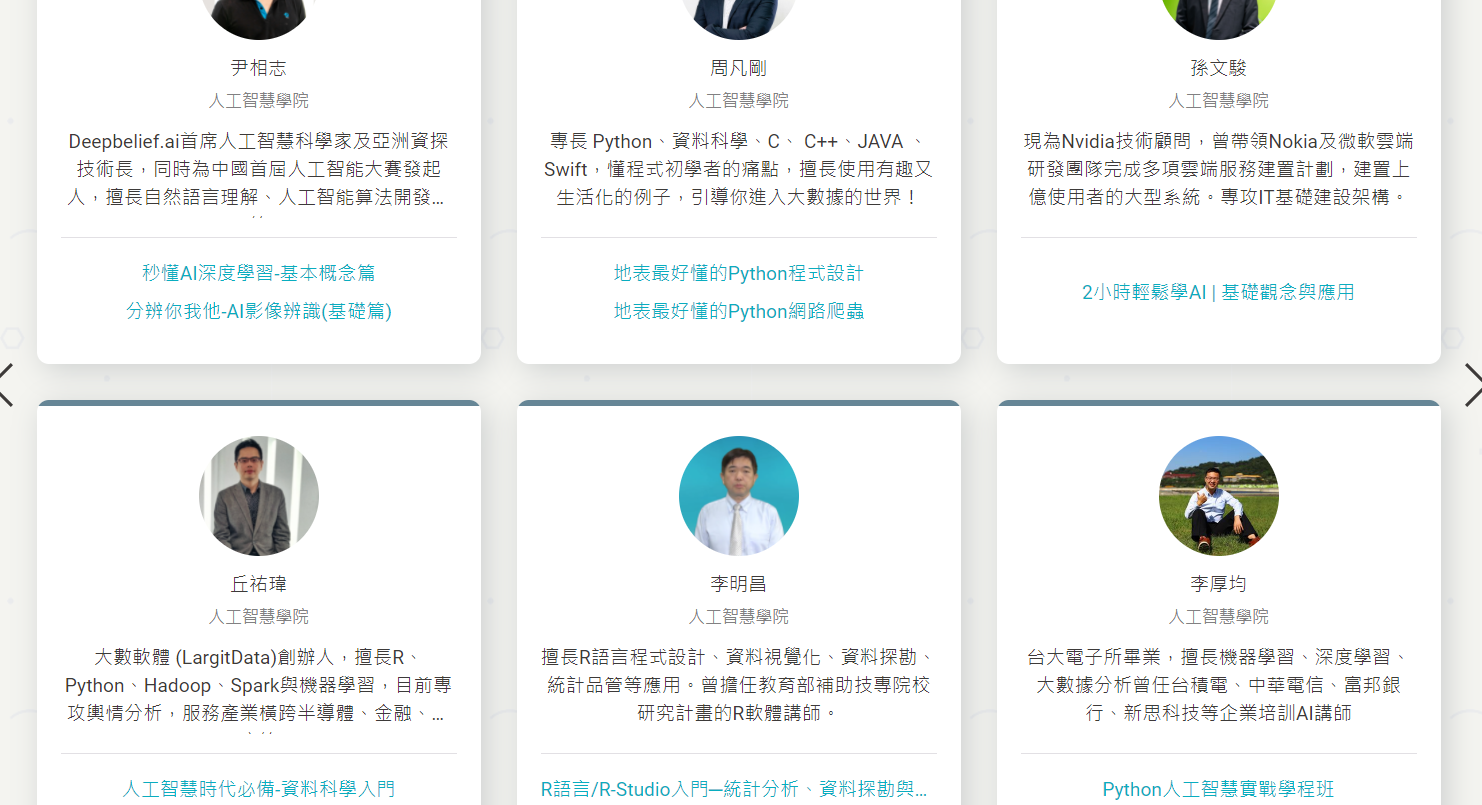 尹相志
人工智慧學院
Deepbelief.ai首席人工智慧科學家及亞洲資探
技術長，同時為中國首屆人工智能大賽發起
人，擅長自然語言理解、人工智能算法開發...
秒懂AI深度學習-基本概念篇
分辨你我他-AI影像辨識(基礎篇)
周凡剛
人工智慧學院
專長 Python、資料科學、C、 C++、JAVA 、
Swift，懂程式初學者的痛點，擅長使用有趣又
生活化的例子，引導你進入大數據的世界！
地表最好懂的Python程式設計
地表最好懂的Python網路爬蟲
孫文駿
人工智慧學院
現為Nvidia技術顧問，曾帶領Nokia及微軟雲端
研發團隊完成多項雲端服務建置計劃，建置上
億使用者的大型系統。專攻IT基礎建設架構。
2小時輕鬆學AI | 基礎觀念與應用
丘祐瑋
人工智慧學院
大數軟體 (LargitData)創辦人，擅長R、
Python、Hadoop、Spark與機器學習，目前專
攻輿情分析，服務產業橫跨半導體、金融、...
人工智慧時代必備-資料科學入門
李明昌
人工智慧學院
擅長R語言程式設計、資料視覺化、資料探勘、
統計品管等應用。曾擔任教育部補助技專院校
研究計畫的R軟體講師。
R語言/R-Studio入門─統計分析、資料探勘與...
李厚均
人工智慧學院
台大電子所畢業，擅長機器學習、深度學習、
大數據分析曾任台積電、中華電信、富邦銀
行、新思科技等企業培訓AI講師
Python人工智慧實戰學程班